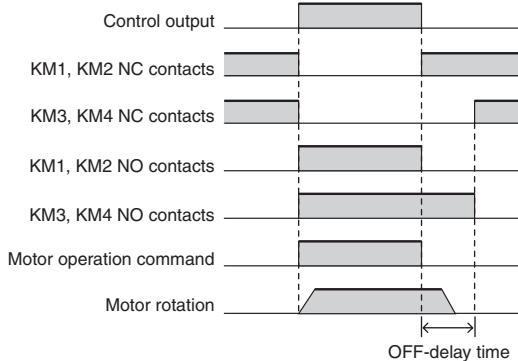 Control output
KM1, KM2 NC contacts
KM3, KM4 NC contacts
KM1, KM2 NO contacts
KM3, KM4 NO contacts
Motor operation command
Motor rotation
OFF-delay time